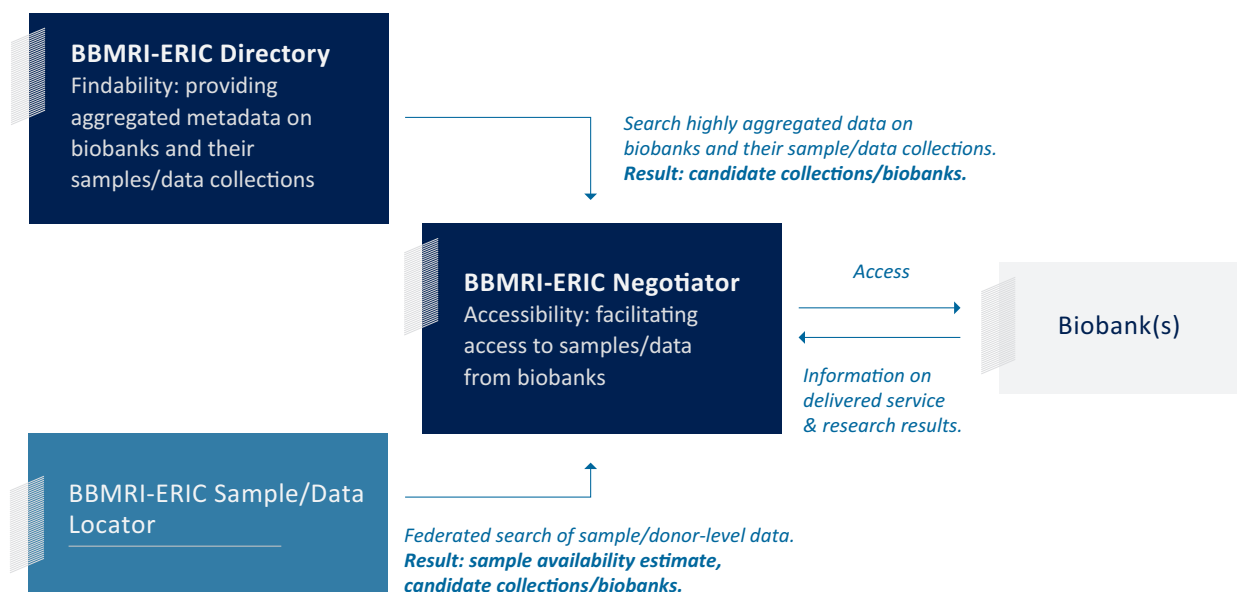 BBMRI-ERIC Directory
Findability: providing
aggregated metadata on
biobanks and their
samples/data collections
Search highly aggregated data on
biobanks and their sample/data collections.
Result: candidate collections/biobanks.
BBMRI-ERIC Negotiator
Accessibility: facilitating
access to samples/data
from biobanks
Access
Information on
delivered service
& research results.
Biobank(s)
BBMRI-ERIC Sample/Data
Locator
Federated search of sample/donor-level data.
Result: sample availability estimate,
candidate collections/biobanks.